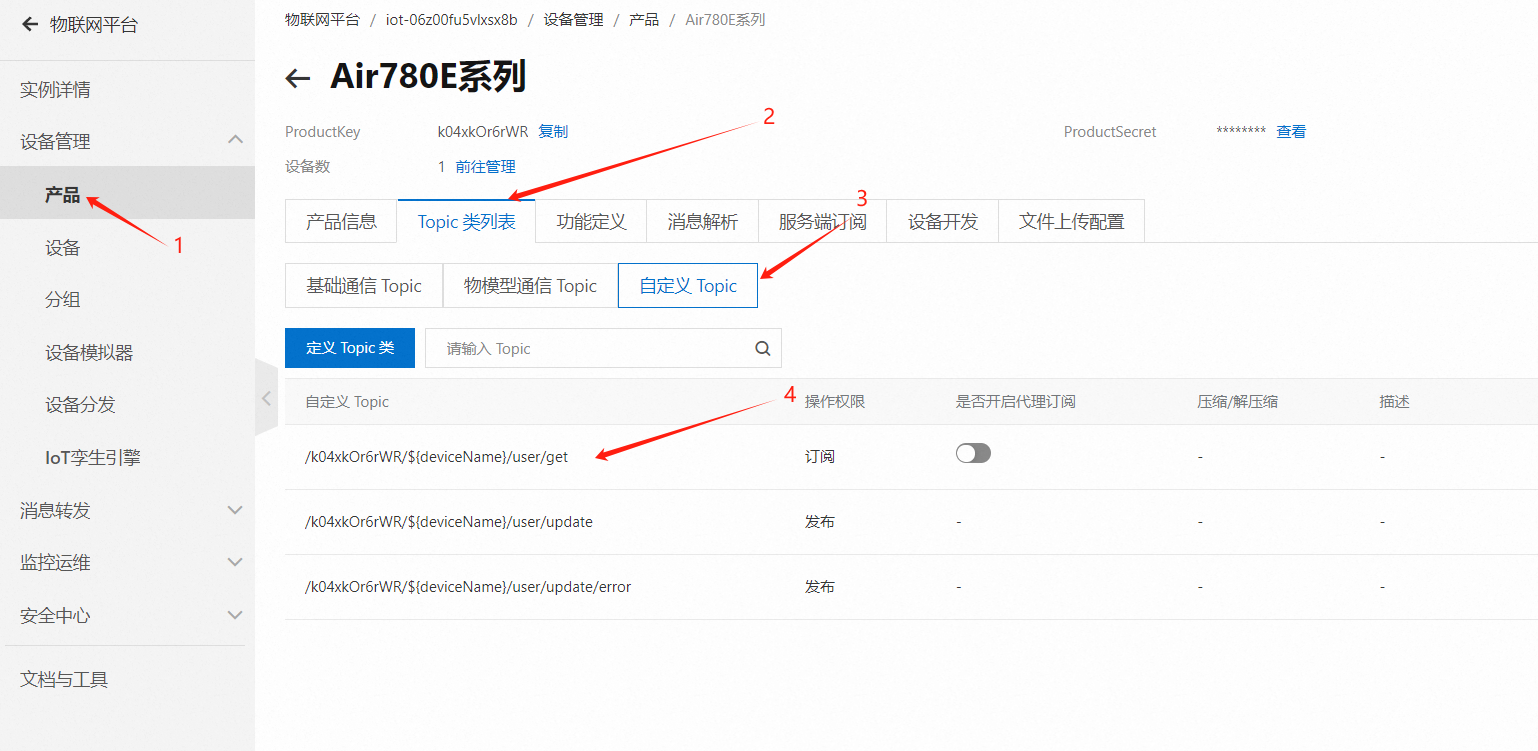 物联网平台
物联网平台 / iot-06z00fu5vlxsx8b / 设备管理 / 产品 / Air780E系列
实例详情
设备管理
产品
设备
分组
设备模拟器
设备分发
IoT孪生引擎
消息转发
监控运维
安全中心
文档与工具
1
Air780E系列
2
ProductKey k04xkOr6rWR 复制 ProductSecret ******** 查看
设备数 1 前往管理
3
产品信息 Topic 类列表 功能定义 消息解析 服务端订阅 设备开发 文件上传配置
基础通信 Topic 物模型通信 Topic 自定义 Topic
定义 Topic 类 请输入 Topic
4
自定义 Topic 操作权限 是否开启代理订阅 压缩/解压缩 描述
/k04xkOr6rWR/${deviceName}/user/get 订阅 - -
/k04xkOr6rWR/${deviceName}/user/update 发布 - - -
/k04xkOr6rWR/${deviceName}/user/update/error 发布 - - -